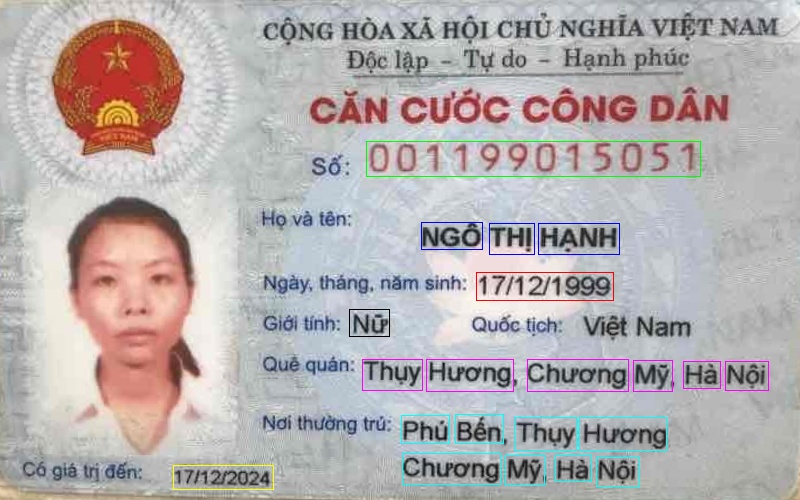 CỘNG HÒA XÃ HỘI CHỦ NGHĨA VIỆT NAM
Độc lập – Tự do – Hạnh phúc
CĂN CƯỚC CÔNG DÂN
Số: 001199015051
Họ và tên:
NGÔ THỊ HẠNH
Ngày, tháng, năm sinh: 17/12/1999
Giới tính: Nữ Quốc tịch: Việt Nam
Quê quán: Thụy Hương, Chương Mỹ, Hà Nội
Nơi thường trú: Phú Bến, Thụy Hương
Chương Mỹ, Hà Nội
Có giá trị đến: 17/12/2024